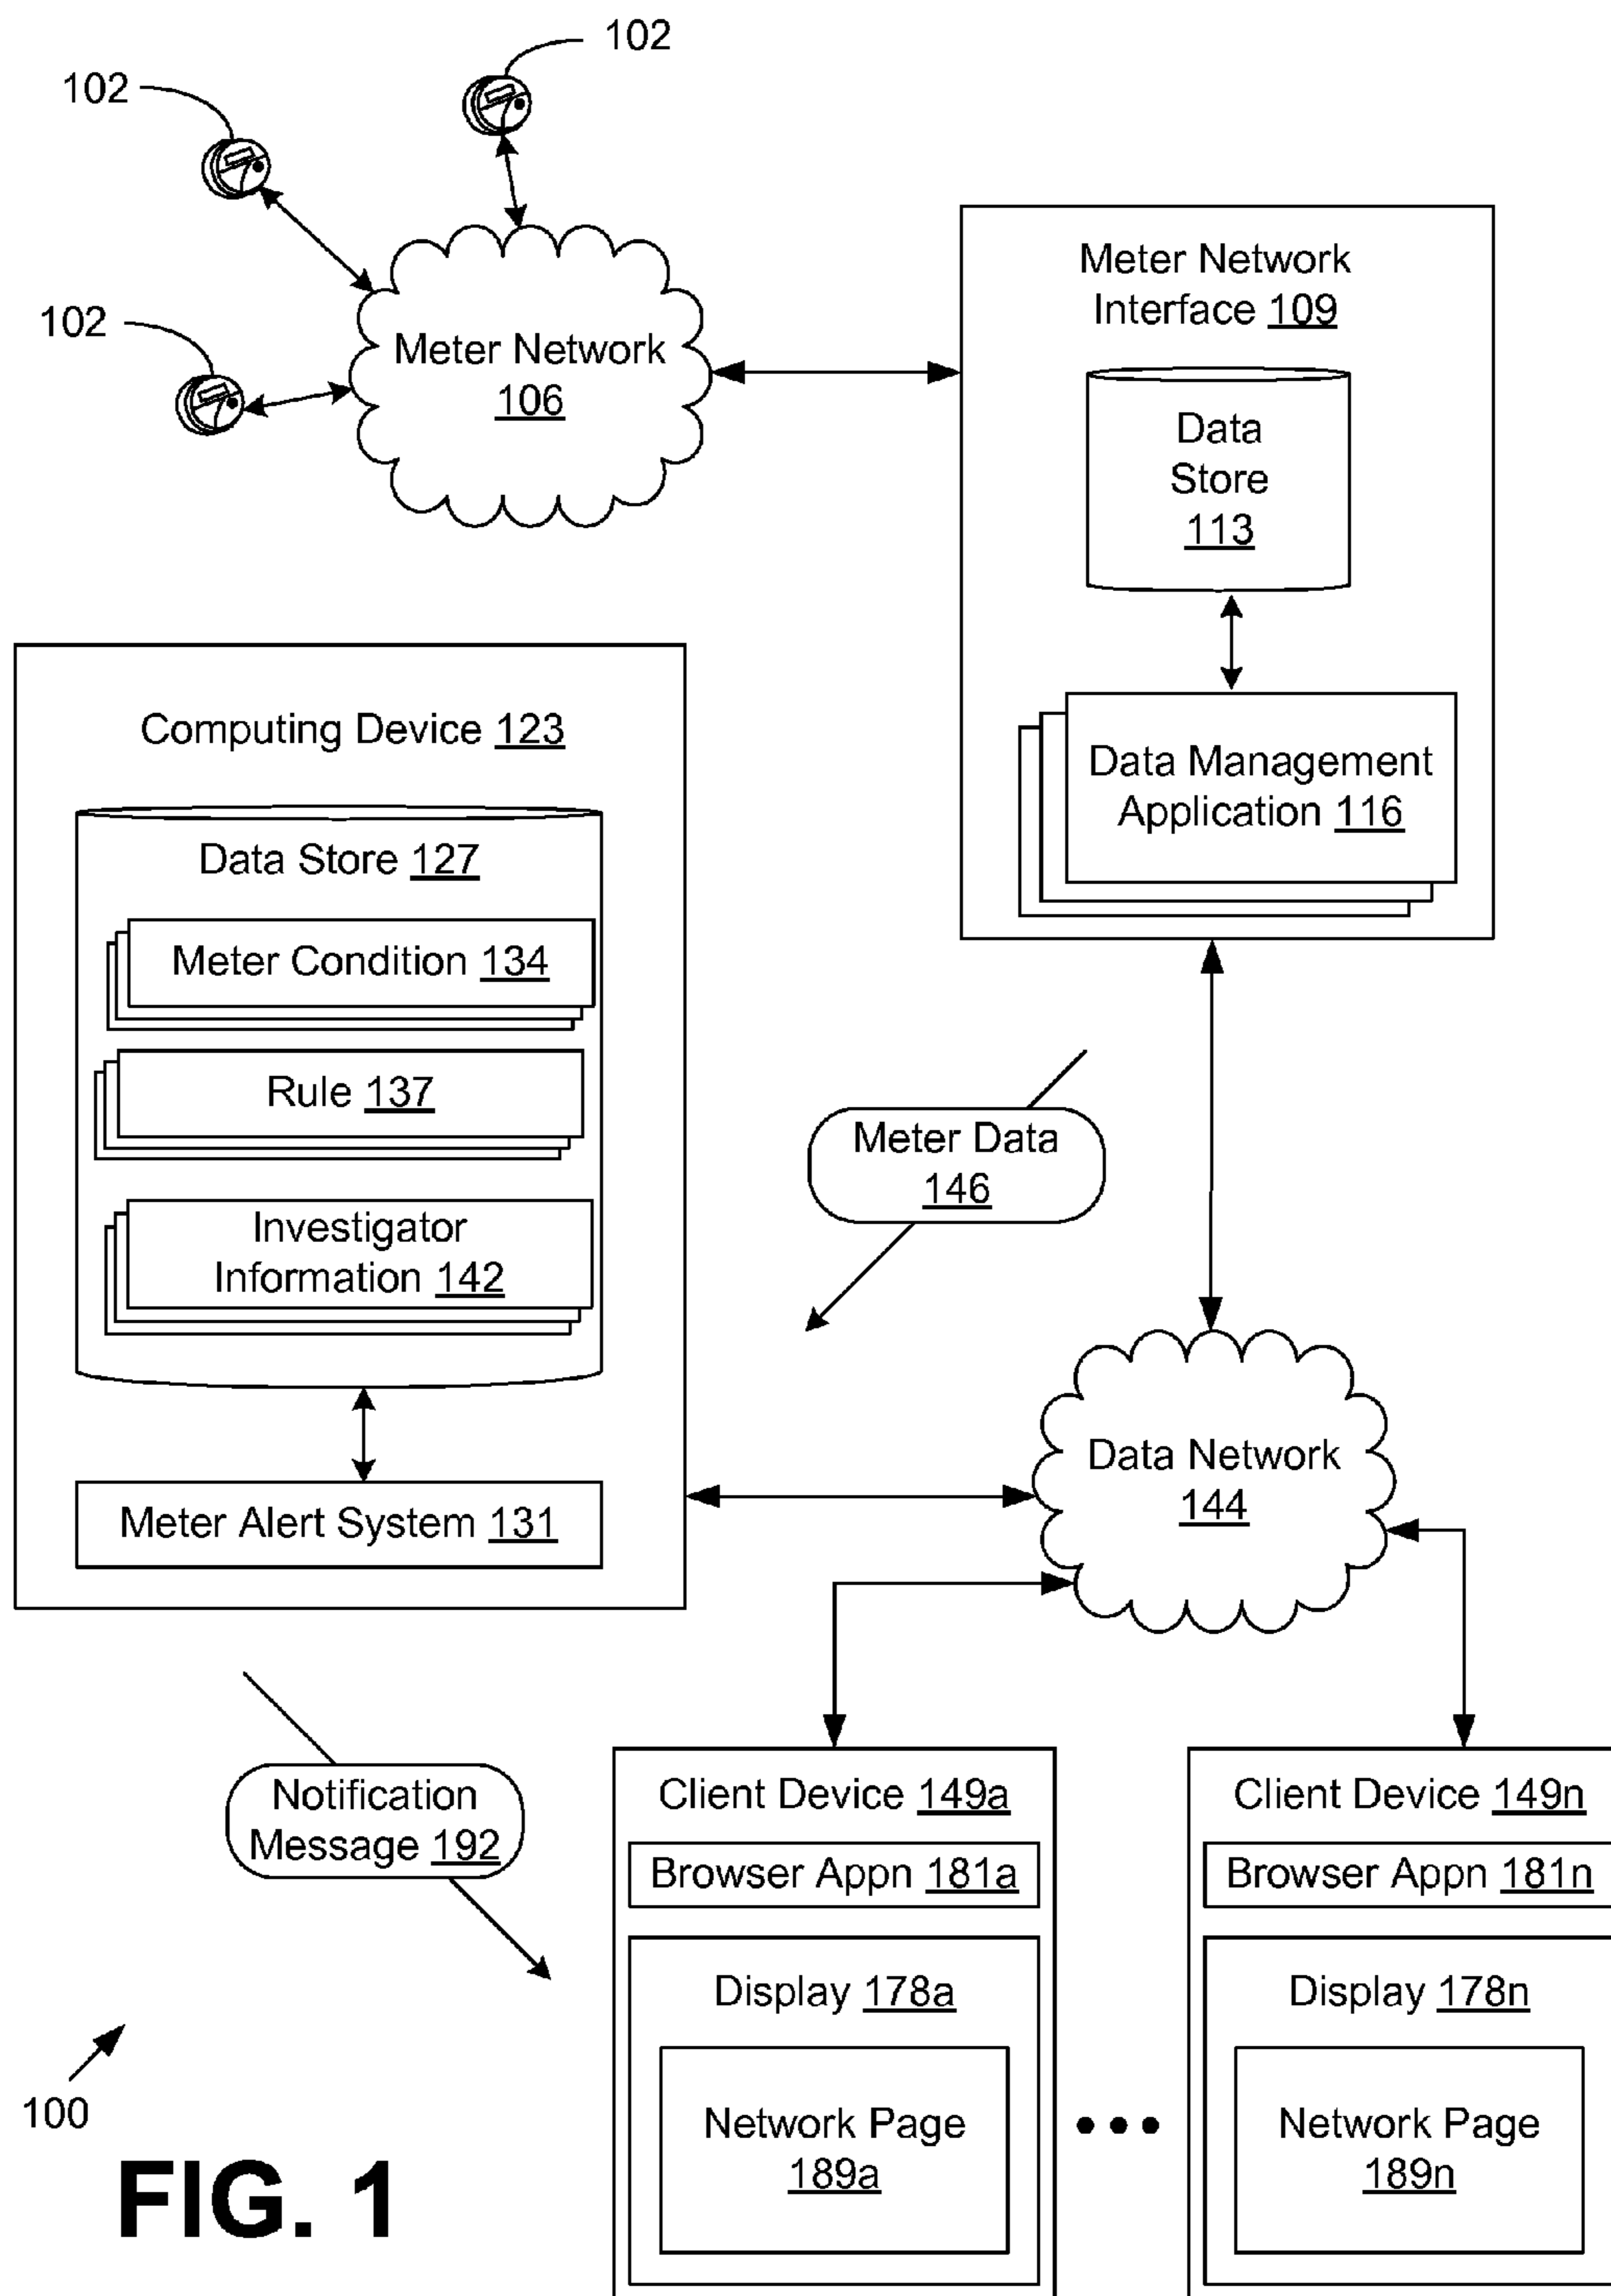 102
102
102
Meter Network
106
Meter Network
Interface 109
Data
Store
113
Data Management
Application 116
Computing Device 123
Data Store 127
Meter Condition 134
Rule 137
Investigator
Information 142
Meter Alert System 131
Meter Data
146
Data Network
144
Notification
Message 192
Client Device 149a
Browser Appn 181a
Display 178a
Network Page
189a
Client Device 149n
Browser Appn 181n
Display 178n
Network Page
189n
100
FIG. 1